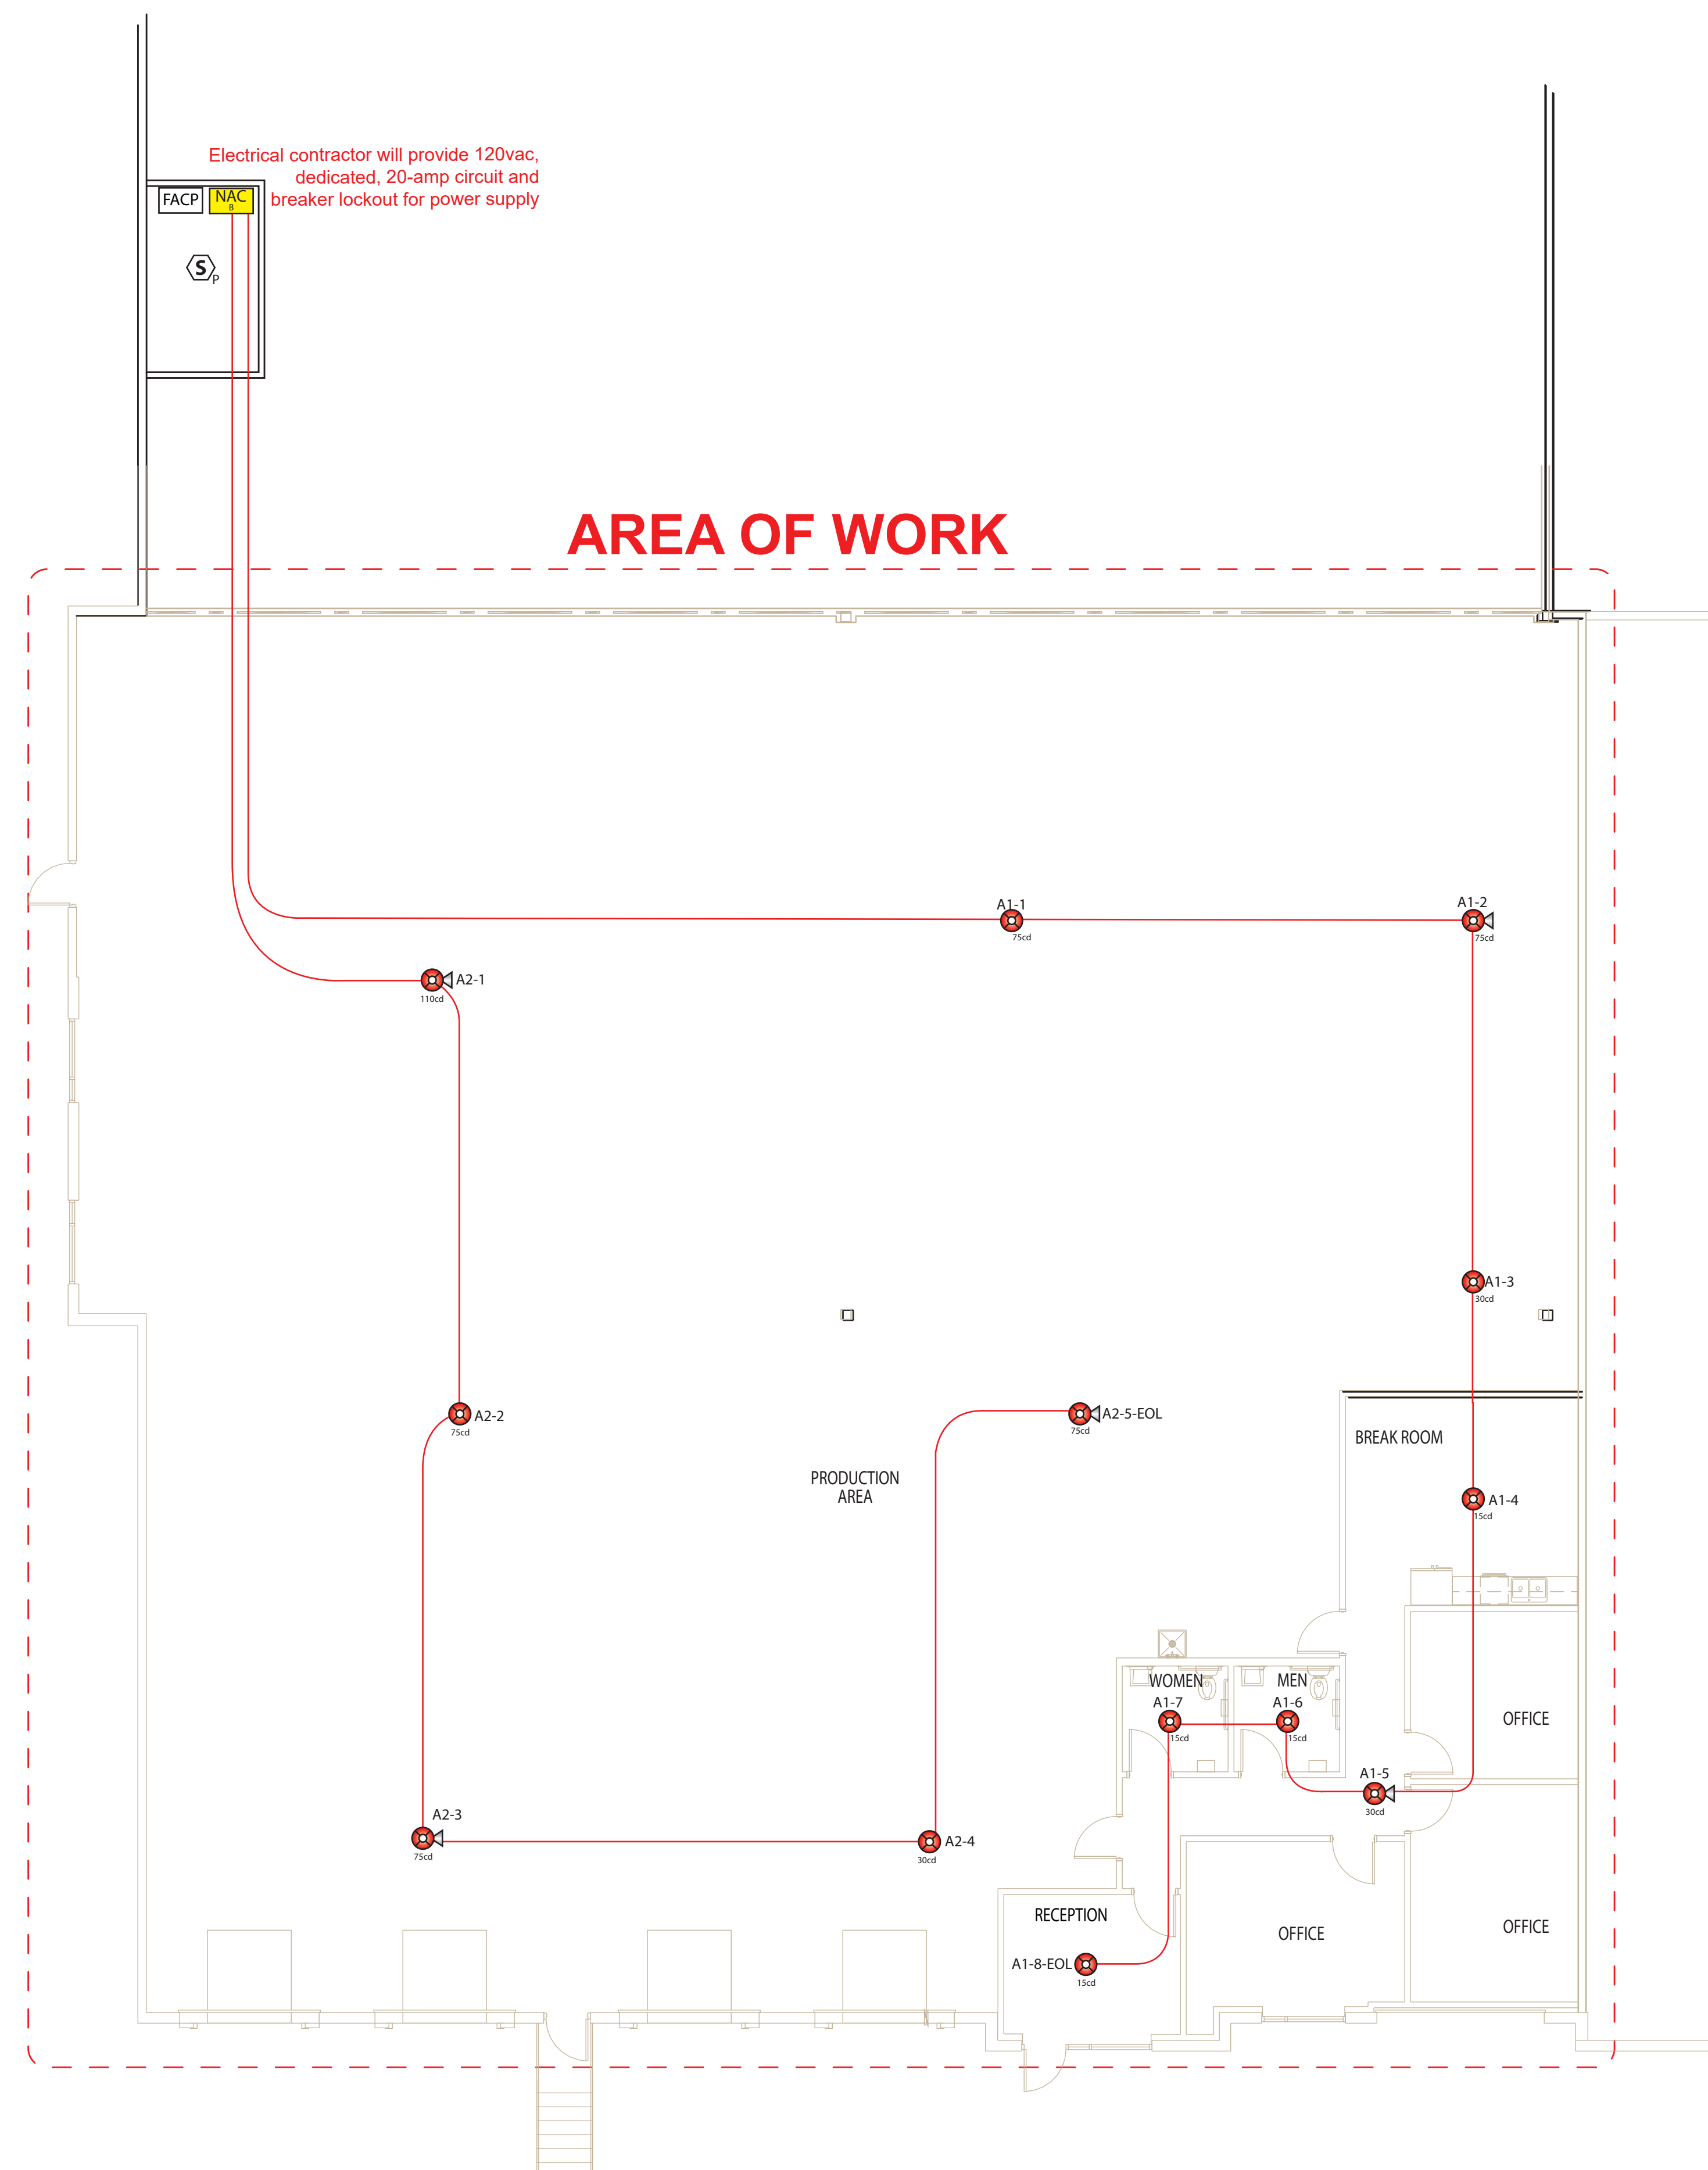 Electrical contractor will provide 120vac,
dedicated, 20-amp circuit and
breaker lockout for power supply
FACP
NAC
B
S
P
AREA OF WORK
A1-1
75cd
A1-2
75cd
A2-1
110cd
A1-3
30cd
A2-2
75cd
A2-5-EOL
75cd
BREAK ROOM
PRODUCTION
AREA
A1-4
15cd
WOMEN
MEN
A1-7
15cd
A1-6
15cd
OFFICE
A1-5
30cd
A2-3
75cd
A2-4
30cd
RECEPTION
OFFICE
OFFICE
A1-8-EOL
15cd